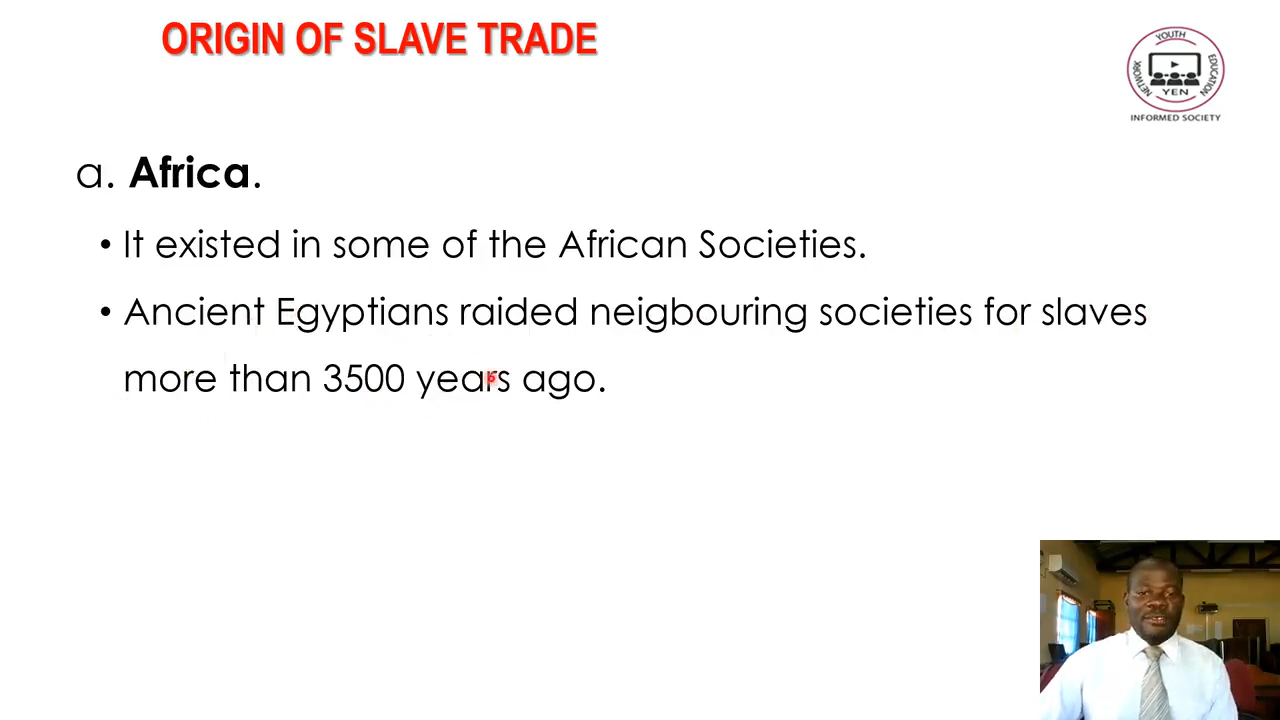 ORIGIN OF SLAVE TRADE
YOUTH
EDUCATION
NETWORK
YEN
INFORMED SOCIETY
a. Africa.
• It existed in some of the African Societies.
• Ancient Egyptians raided neigbouring societies for slaves
more than 3500 years ago.